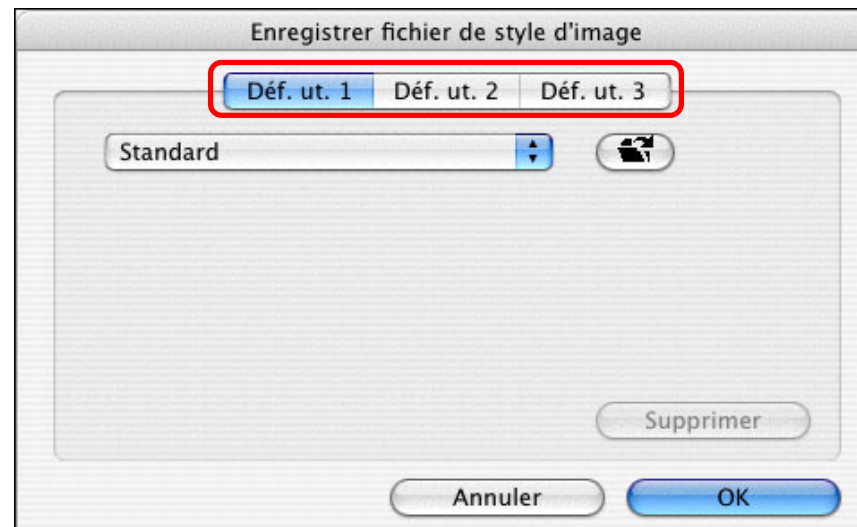 Enregistrer fichier de style d'image
Déf. ut. 1 Déf. ut. 2 Déf. ut. 3
Standard
Supprimer
Annuler OK